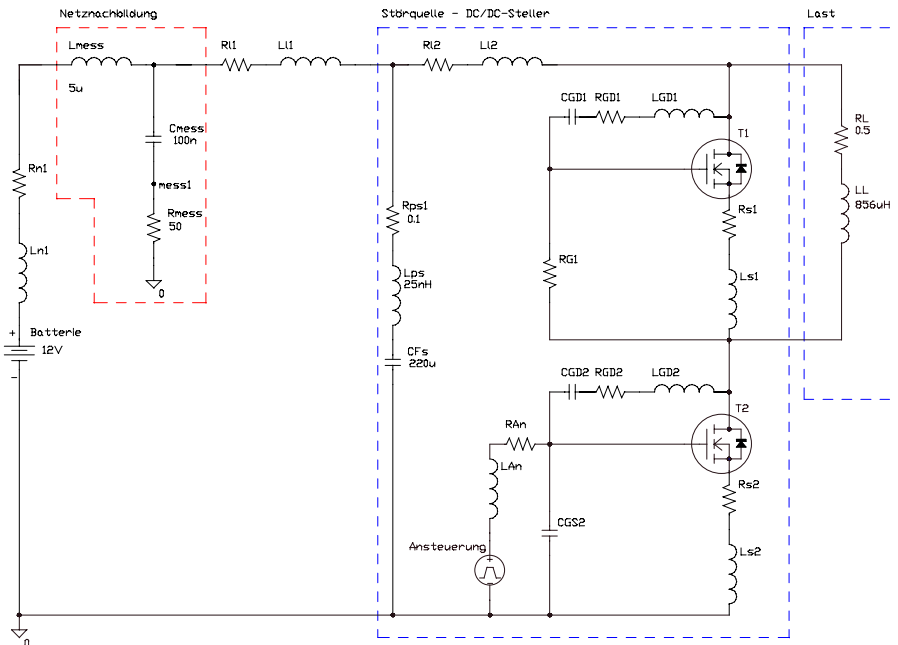 Netznachbildung
Störquelle - DC/DC-Steller
Last
Lmess
5u
Rl1
Ll1
Rl2
Ll2
Cmess
100n
mess1
Rmess
50
0
Rn1
Ln1
+
Batterie
12V
-
0
Rps1
0.1
Lps
25nH
CFs
220u
CGD1
RGD1
LGD1
T1
Rs1
RG1
Ls1
RL
0.5
LL
856uH
CGD2
RGD2
LGD2
T2
RAn
LAn
Rs2
CGS2
Ansteuerung
+
-
Ls2